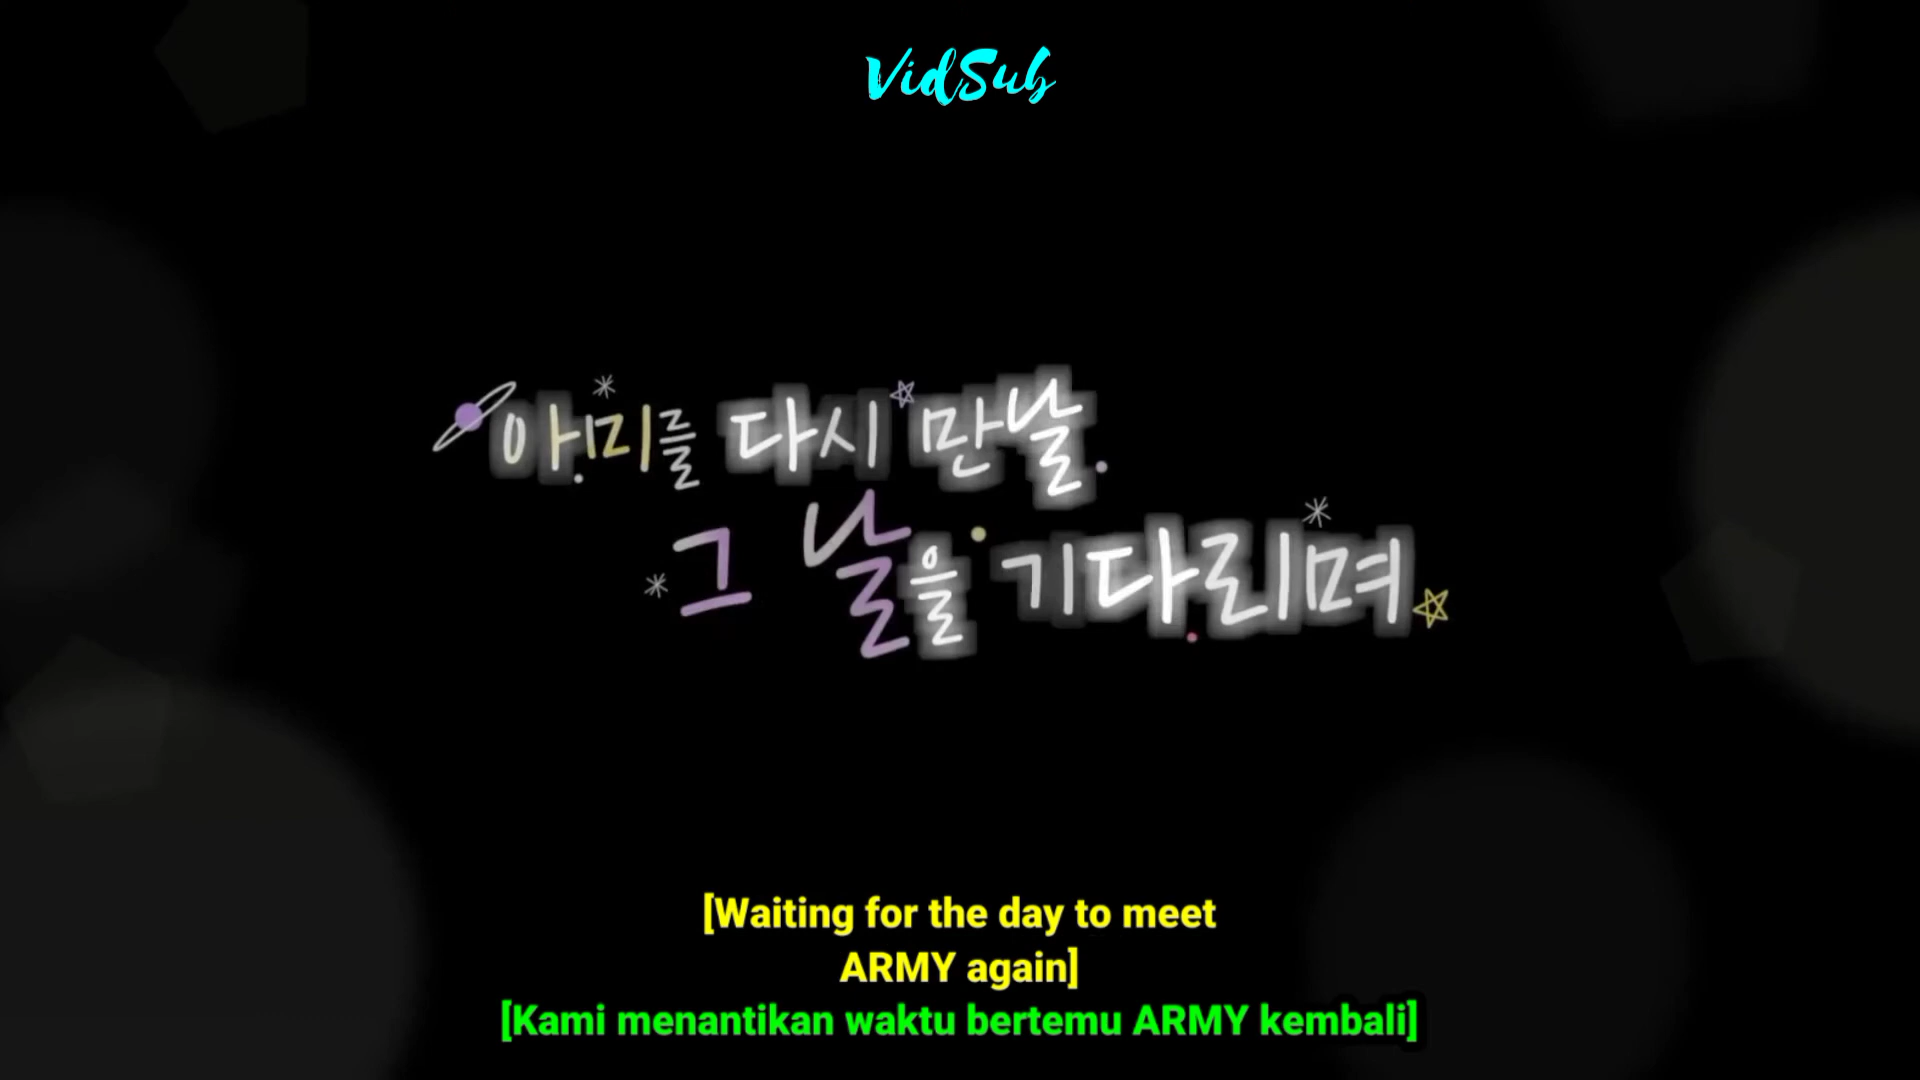 VidSub
아미를 다시 만날
그 날을 기다리며
[Waiting for the day to meet
ARMY again]
[Kami menantikan waktu bertemu ARMY kembali]